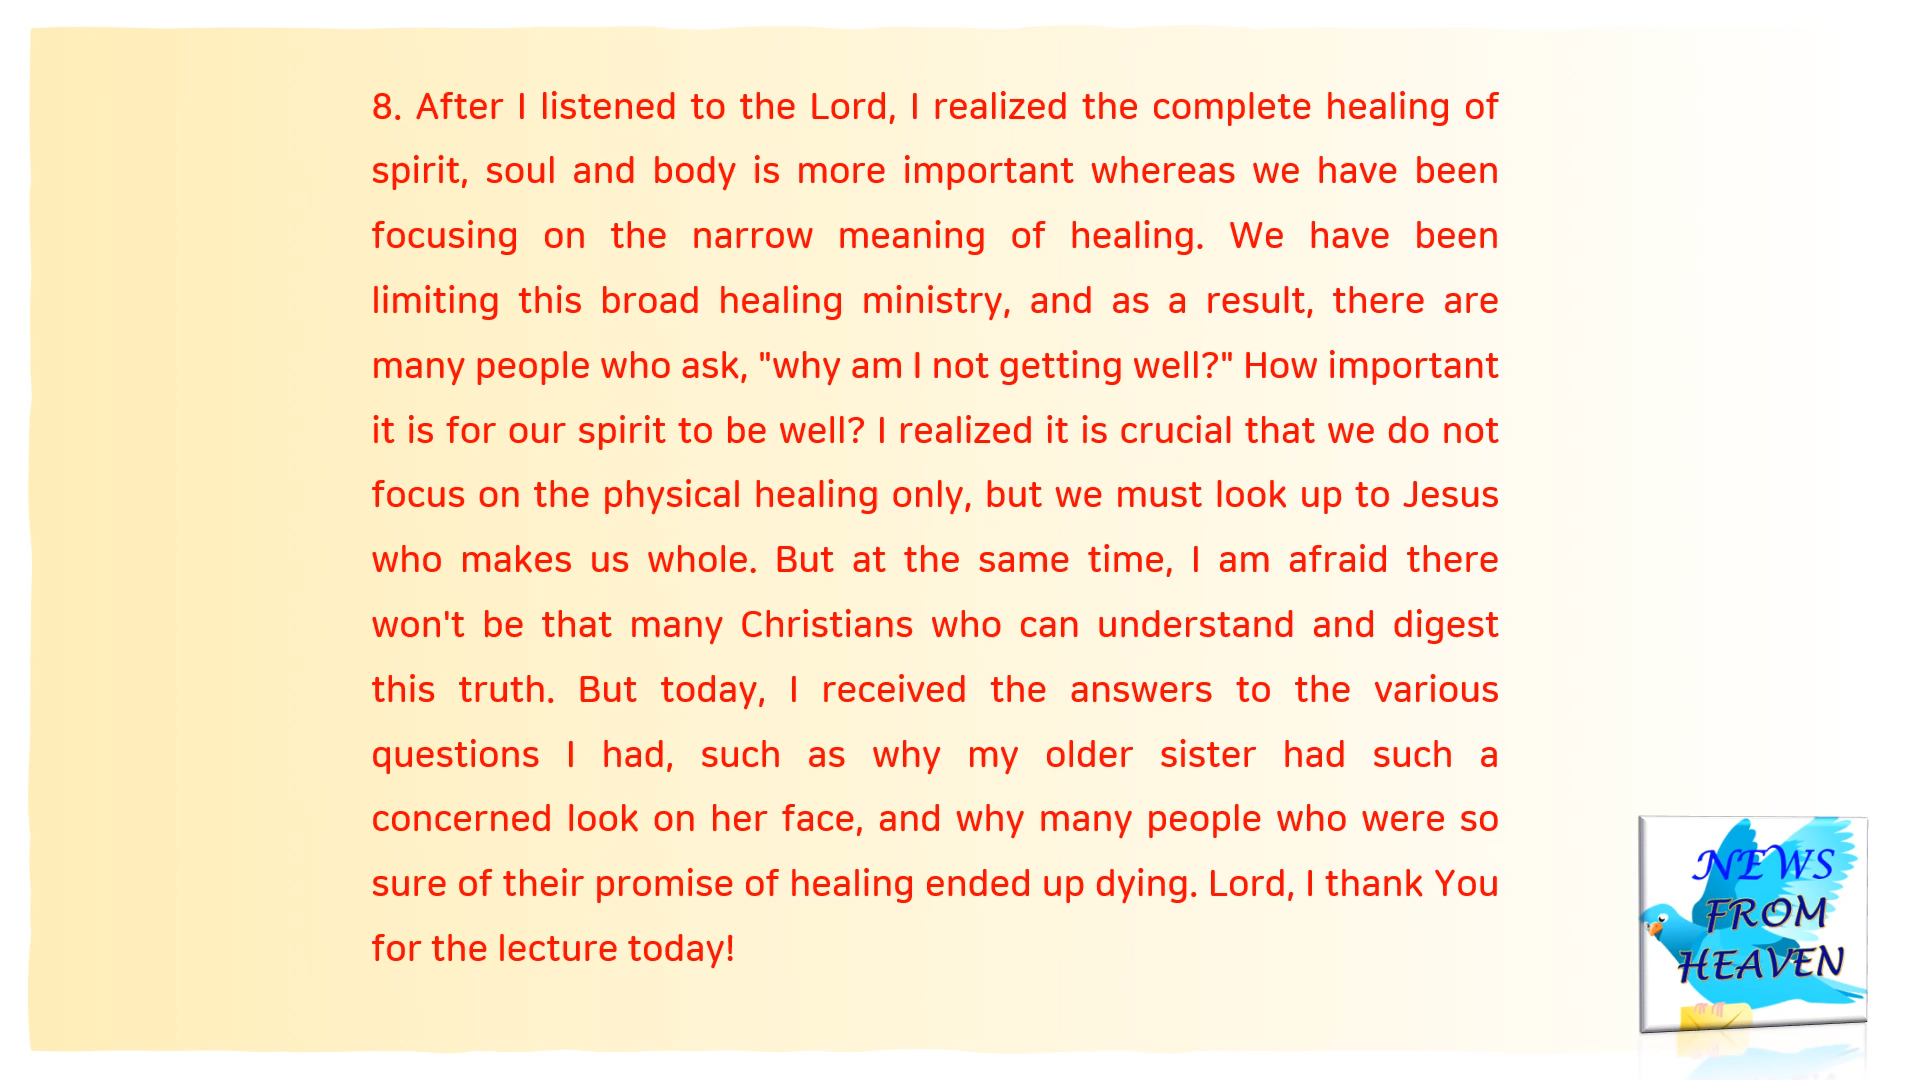 8. After I listened to the Lord, I realized the complete healing of
spirit, soul and body is more important whereas we have been
focusing on the narrow meaning of healing. We have been
limiting this broad healing ministry, and as a result, there are
many people who ask, "why am I not getting well?" How important
it is for our spirit to be well? I realized it is crucial that we do not
focus on the physical healing only, but we must look up to Jesus
who makes us whole. But at the same time, I am afraid there
won't be that many Christians who can understand and digest
this truth. But today, I received the answers to the various
questions I had, such as why my older sister had such a
concerned look on her face, and why many people who were so
sure of their promise of healing ended up dying. Lord, I thank You
for the lecture today!
NEWS
FROM
HEAVEN